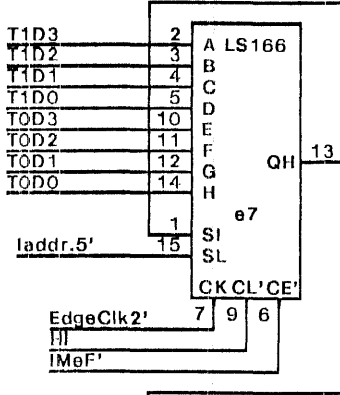 T1D3 2 A LS166
T1D2 3 B
T1D1 4 C
T1D0 5 D
T0D3 10 E
T0D2 11 F
T0D1 12 G QH 13
T0D0 14 H
e7
1 SI
Iaddr.5' 15 SL
CK CL' CE'
EdgeClk2' 7 9 6
HI
IMeF'